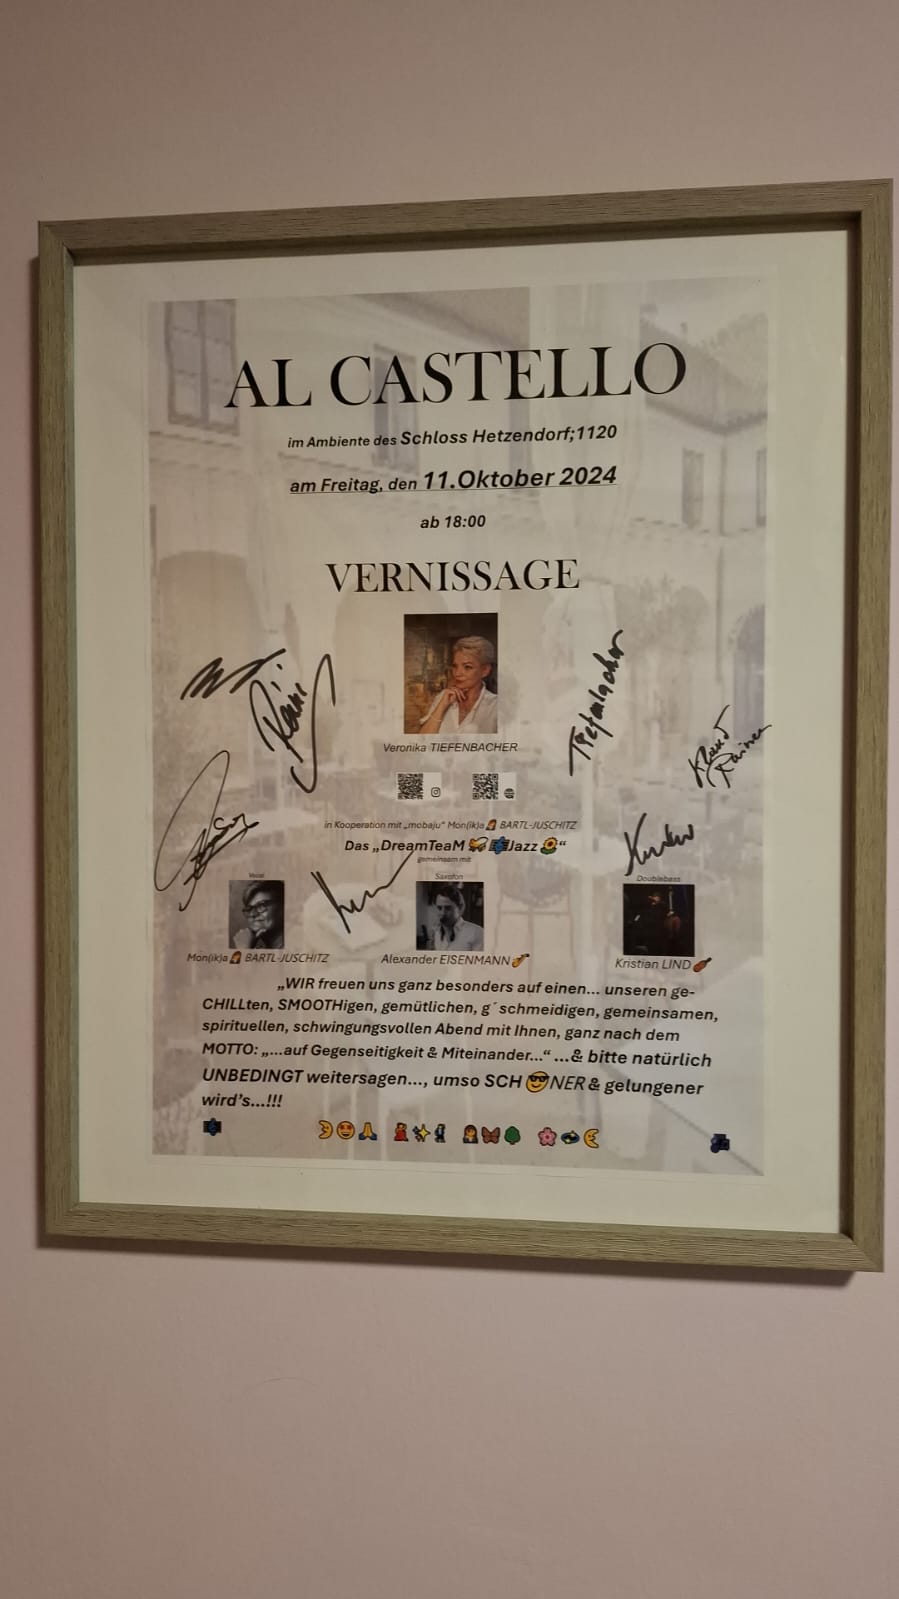 AL CASTELLO
im Ambiente des Schloss Hetzendorf;1120
am Freitag, den 11.Oktober 2024
ab 18:00
VERNISSAGE
Tiefenbacher
Veronika TIEFENBACHER
Rainer
in Kooperation mit „mobaju" Mon(ik)a BARTL-JUSCHITZ
Das „DreamTeaM Jazz “
gemeinsam mit
Vocal
Saxofon
Doublebass
Mon(ik)a BARTL-JUSCHITZ
Alexander EISENMANN
Kristian LIND
„WIR freuen uns ganz besonders auf einen... unseren ge-
CHILLten, SMOOTHigen, gemütlichen, g´schmeidigen, gemeinsamen,
spirituellen, schwingungsvollen Abend mit Ihnen, ganz nach dem
MOTTO: „...auf Gegenseitigkeit & Miteinander...“ ...& bitte natürlich
UNBEDINGT weitersagen..., umso SCH😎NER & gelungener
wird's...!!!